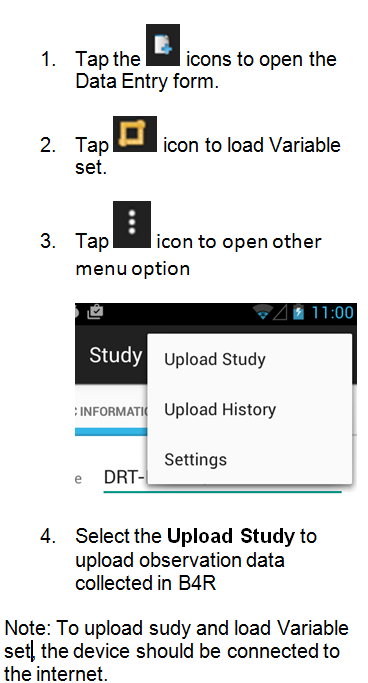 1. Tap the icons to open the
Data Entry form.
2. Tap icon to load Variable
set.
3. Tap icon to open other
menu option
11:00
Study
Upload Study
INFORMATI
Upload History
Settings
e DRT-
4. Select the Upload Study to
upload observation data
collected in B4R
Note: To upload sudy and load Variable
set, the device should be connected to
the internet.